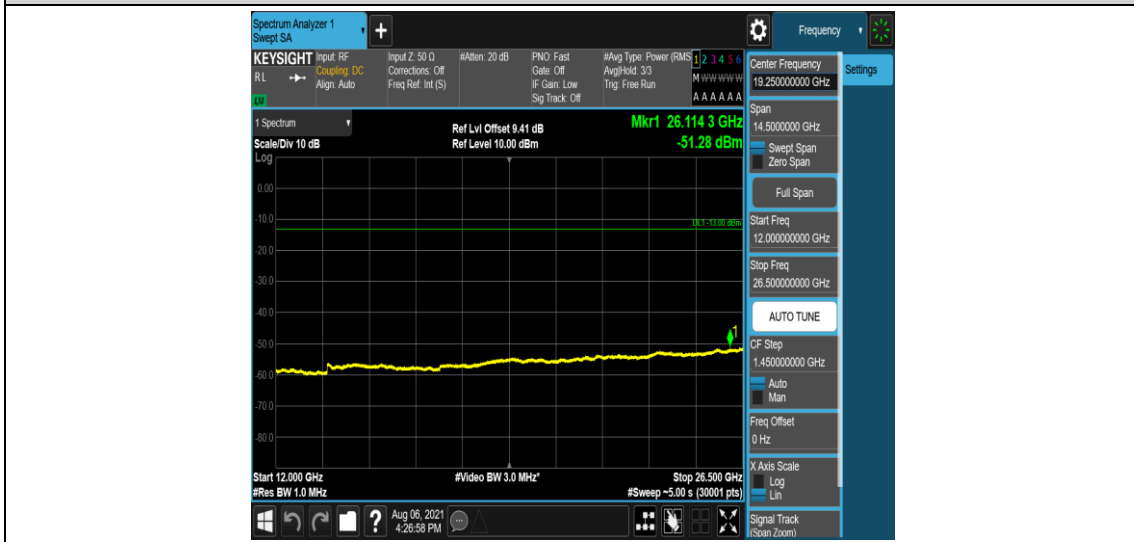 Spectrum Analyzer 1
Swept SA
+
Frequency
KEYSIGHT
RL
Input: RF
Coupling: DC
Align: Auto
Input Z: 50 Ω
Corrections: Off
Freq Ref: Int (S)
#Atten: 20 dB
PNO: Fast
Gate: Off
IF Gain: Low
Sig Track: Off
#Avg Type: Power (RMS
Avg|Hold: 3/3
Trig: Free Run
1 2 3 4 5 6
M W W W W W
A A A A A A
1 Spectrum
Scale/Div 10 dB
Log
Ref Lvl Offset 9.41 dB
Ref Level 10.00 dBm
Mkr1 26.114 3 GHz
-51.28 dBm
0.00
-10.0
DL1 -13.00 dBm
-20.0
-30.0
-40.0
1
-50.0
-60.0
-70.0
-80.0
Start 12.000 GHz
#Res BW 1.0 MHz
#Video BW 3.0 MHz*
Stop 26.500 GHz
#Sweep ~5.00 s (30001 pts)
?
Aug 06, 2021
4:26:58 PM
Center Frequency
19.250000000 GHz
Settings
Span
14.5000000 GHz
Swept Span
Zero Span
Full Span
Start Freq
12.000000000 GHz
Stop Freq
26.500000000 GHz
AUTO TUNE
CF Step
1.450000000 GHz
Auto
Man
Freq Offset
0 Hz
X Axis Scale
Log
Lin
Signal Track
(Span Zoom)